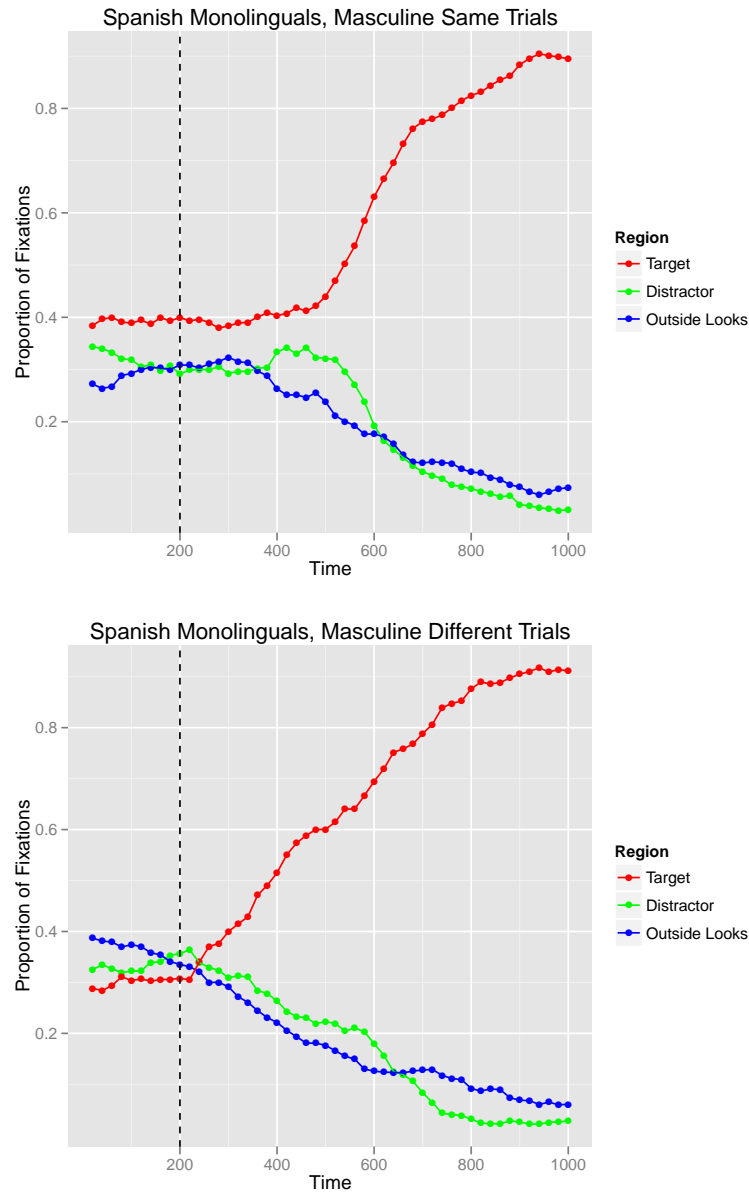 Spanish Monolinguals, Masculine Same Trials
Proportion of Fixations
0.8
0.6
0.4
0.2
200 400 600 800 1000
Time
Region
Target
Distractor
Outside Looks
Spanish Monolinguals, Masculine Different Trials
Proportion of Fixations
0.8
0.6
0.4
0.2
200 400 600 800 1000
Time
Region
Target
Distractor
Outside Looks